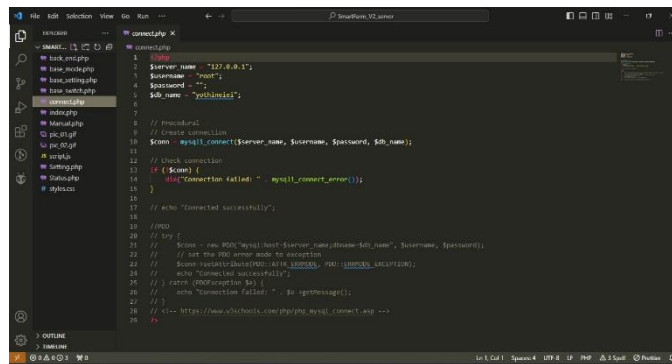 File Edit Selection View Go Run ...
SmartFarm_V2_server
EXPLORER
connect.php
SMART...
back_end.php
base_mode.php
base_setting.php
base_switch.php
connect.php
index.php
Manual.php
pic_01.gif
pic_02.gif
script.js
Setting.php
Status.php
styles.css
OUTLINE
TIMELINE
connect.php
1 <?php
2 $server_name = "127.0.0.1";
3 $username = "root";
4 $password = "";
5 $db_name = "yothineiei";
6
7
8 // Procedural
9 // Create connection
10 $conn = mysqli_connect($server_name, $username, $password, $db_name);
11
12 // Check connection
13 if (!$conn) {
14 die("Connection failed: " . mysqli_connect_error());
15 }
16
17 // echo "Connected successfully";
18
19 //PDO
20 // try {
21 // $conn = new PDO("mysql:host=$server_name;dbname=$db_name", $username, $password);
22 // // set the PDO error mode to exception
23 // $conn->setAttribute(PDO::ATTR_ERRMODE, PDO::ERRMODE_EXCEPTION);
24 // echo "Connected successfully";
25 // } catch (PDOException $e) {
26 // echo "Connection failed: " . $e->getMessage();
27 // }
28 // <!-- https://www.w3schools.com/php/php_mysql_connect.asp -->
29 ?>
Ln 1, Col 1 Spaces: 4 UTF-8 LF PHP 3 Spell Prettier